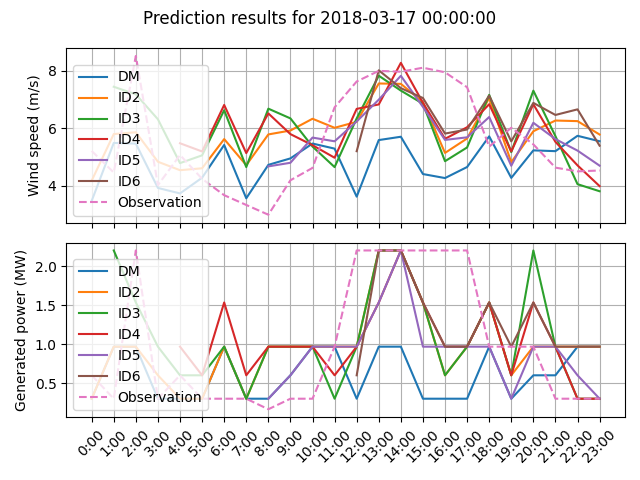 Prediction results for 2018-03-17 00:00:00
Wind speed (m/s)
8
6
4
DM
ID2
ID3
ID4
ID5
ID6
Observation
Generated power (MW)
2.0
1.5
1.0
0.5
DM
ID2
ID3
ID4
ID5
ID6
Observation
0:00 1:00 2:00 3:00 4:00 5:00 6:00 7:00 8:00 9:00 10:00 11:00 12:00 13:00 14:00 15:00 16:00 17:00 18:00 19:00 20:00 21:00 22:00 23:00